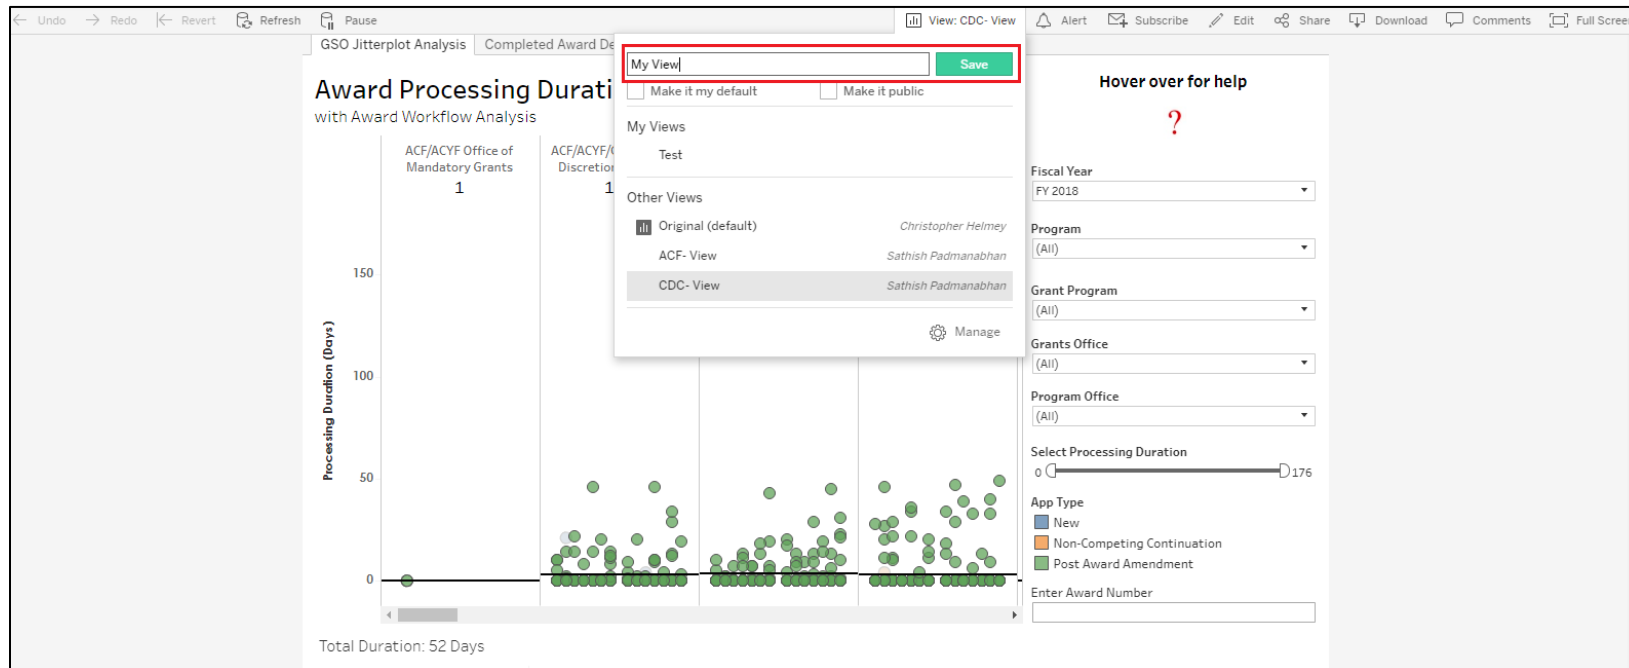 Undo Redo Revert Refresh Pause View: CDC- View Alert Subscribe Edit Share Download Comments Full Scree
GSO Jitterplot Analysis Completed Award De
My View Save
Make it my default Make it public
My Views
Test
Other Views
Original (default) Christopher Helmey
ACF- View Sathish Padmanabhan
CDC- View Sathish Padmanabhan
Manage
Award Processing Durati
with Award Workflow Analysis
ACF/ACYF Office of
Mandatory Grants
1
ACF/ACYF/
Discretion
1
Processing Duration (Days)
150
100
50
0
Total Duration: 52 Days
Hover over for help
?
Fiscal Year
FY 2018
Program
(All)
Grant Program
(All)
Grants Office
(All)
Program Office
(All)
Select Processing Duration
0 176
App Type
New
Non-Competing Continuation
Post Award Amendment
Enter Award Number